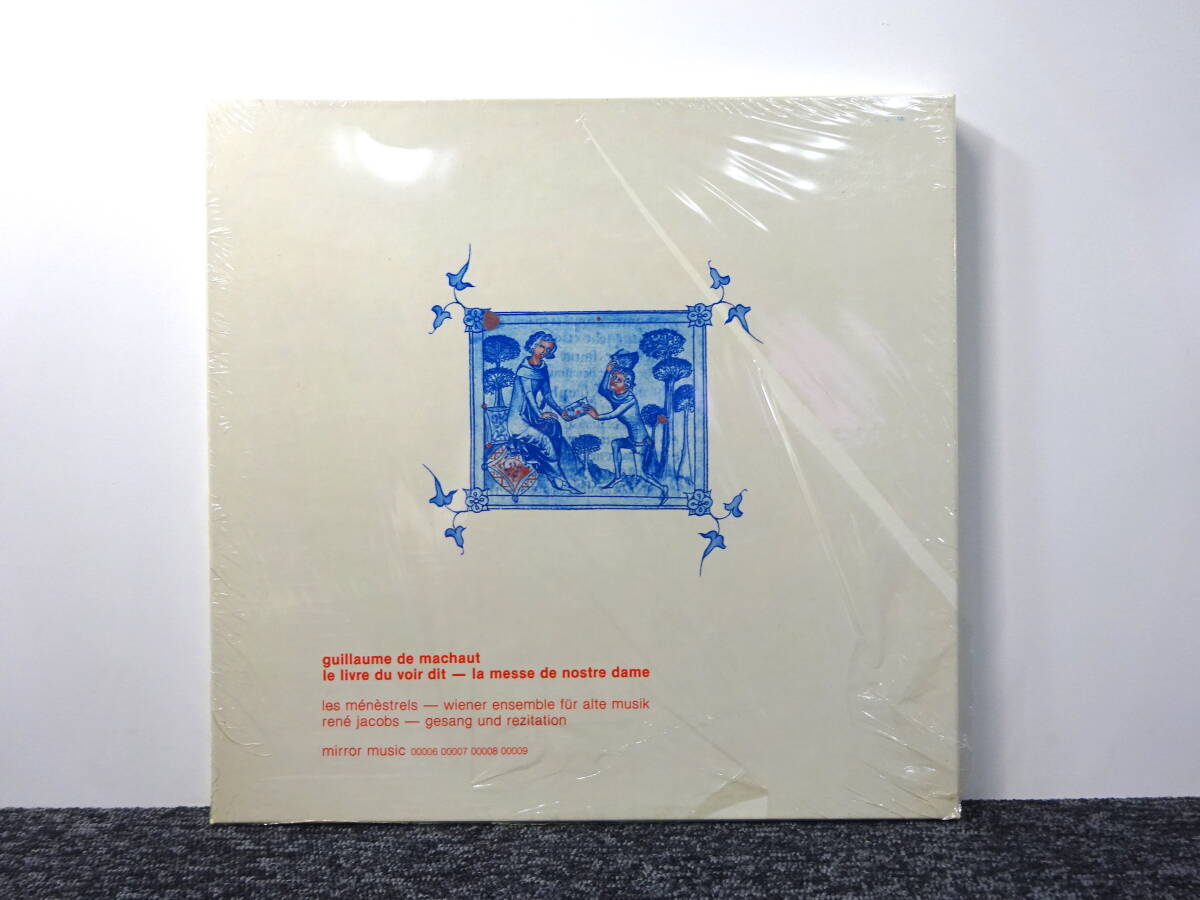 guillaume de machaut
le livre du voir dit — la messe de nostre dame
les ménèstrels — wiener ensemble für alte musik
rené jacobs — gesang und rezitation
mirror music 00006 00007 00008 00009